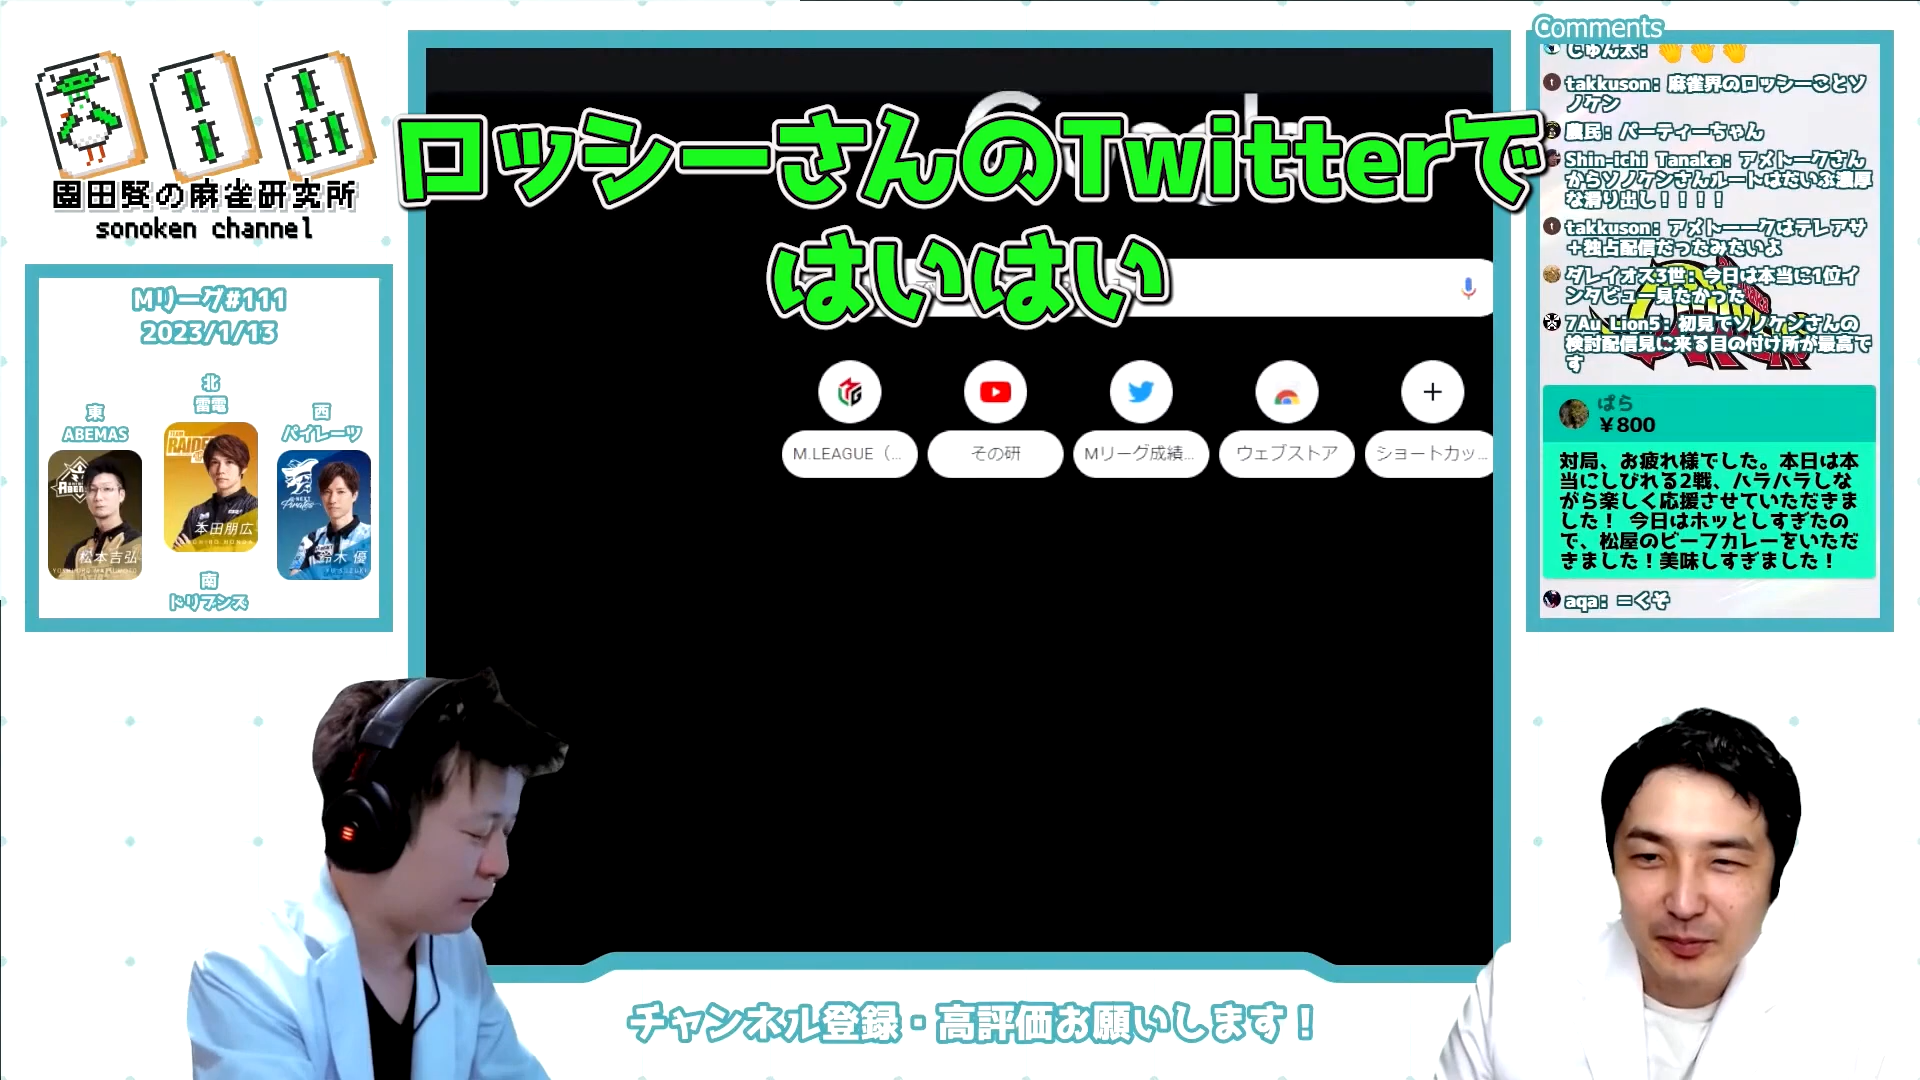 園田賢の麻雀研究所
sonoken channel
Mリーグ#111
2023/1/13
北
雷電
東
ABEMAS
西
パイレーツ
松本吉弘
本田朋広
鈴木 優
南
ドリブンズ
ロッシーさんのTwitterで
はいはい
M.LEAGUE（...
その研
Mリーグ成績...
ウェブストア
ショートカッ...
チャンネル登録・高評価お願いします！
Comments
じゅん太: 👏👏👏
takkuson: 麻雀界のロッシーことソ
ノケン
農民: パーティーちゃん
Shin-ichi Tanaka: アメトークさん
からソノケンさんルートはだいぶ濃厚
な滑り出し！！！！
takkuson: アメトーークはテレアサ
+独占配信だったみたいよ
ダレイオス3世: 今日は本当に1位イ
ンタビュー見たかった
7Au Lion5: 初見でソノケンさんの
検討配信見に来る目の付け所が最高で
す
ぱら
￥800
対局、お疲れ様でした。本日は本
当にしびれる2戦、ハラハラしな
がら楽しく応援させていただきま
した！ 今日はホッとしすぎたの
で、松屋のビーフカレーをいただ
きました！美味しすぎました！
aqa: =くそ